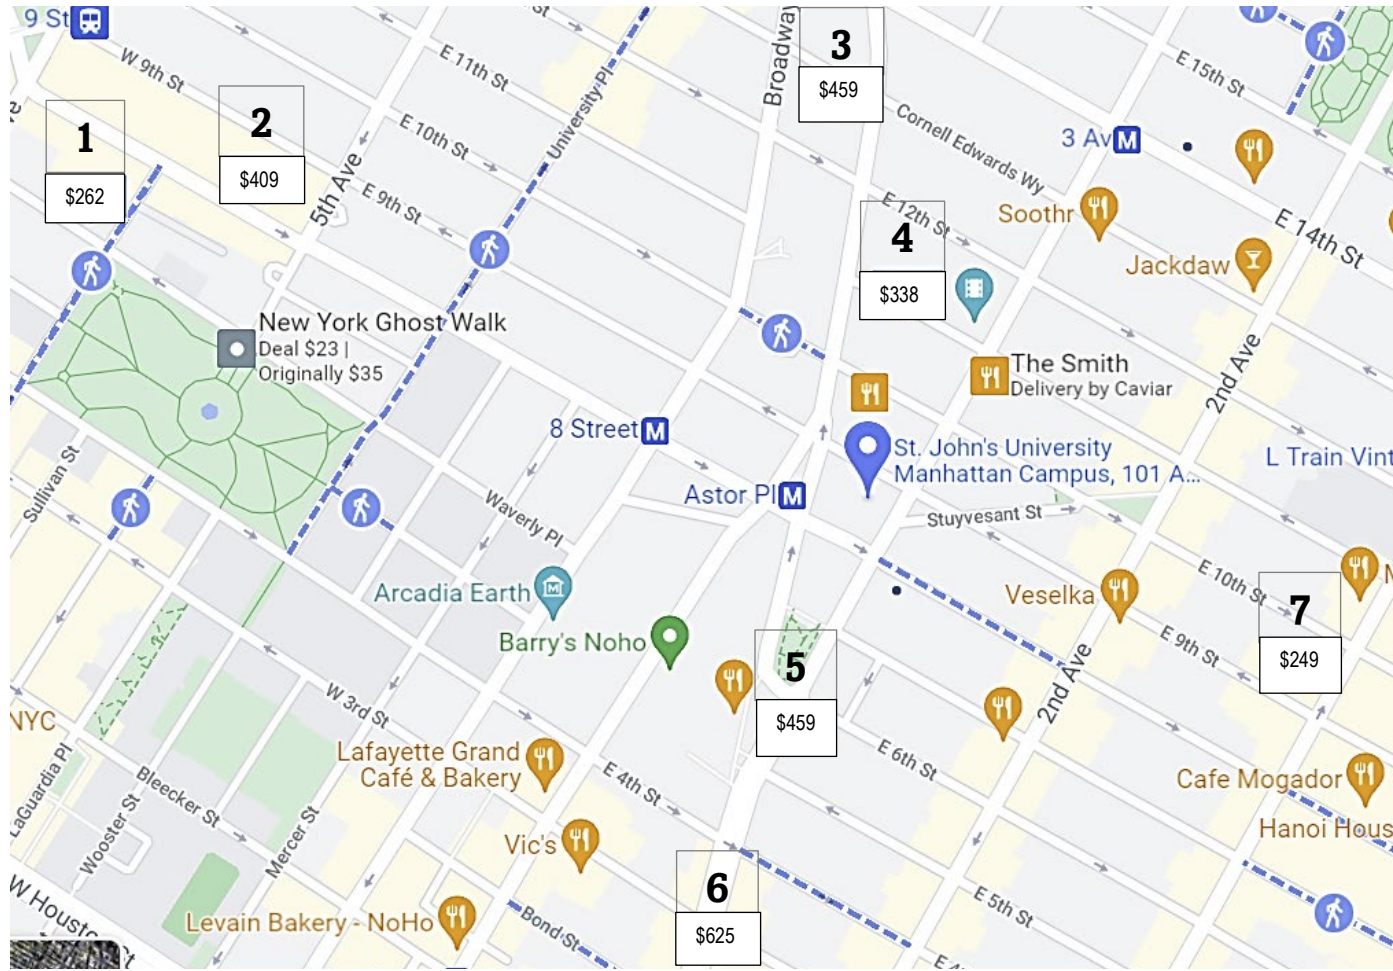 9 St
W 9th St
E 11th St
E 10th St
E 9th St
5th Ave
University Pl
Broadway
3
$459
1
$262
2
$409
Cornell Edwards Wy
E 15th St
3 Av
M
Soothr
E 12th St
4
$338
E 14th St
Jackdaw
New York Ghost Walk
Deal $23 |
Originally $35
The Smith
Delivery by Caviar
2nd Ave
8 Street
M
St. John's University
Manhattan Campus, 101 A...
L Train Vint
Astor Pl
M
Stuyvesant St
Sullivan St
Waverly Pl
Arcadia Earth
M
Barry's Noho
Veselka
E 10th St
E 9th St
7
$249
M
2nd Ave
5
$459
W 3rd St
NYC
LaGuardia Pl
Lafayette Grand
Café & Bakery
E 4th St
E 6th St
Cafe Mogador
Hanoi Hous
Bleecker St
Wooster St
Mercer St
Vic's
6
$625
E 5th St
W Houston St
Levain Bakery - NoHo
Bond St